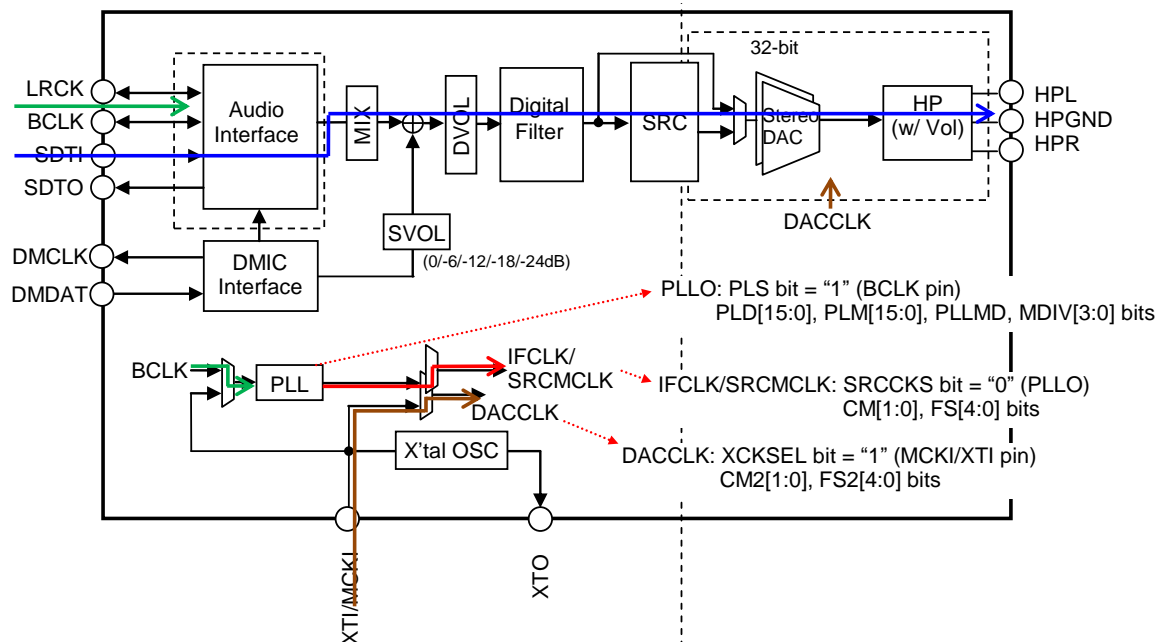 32-bit
LRCK
BCLK
SDTI
SDTO
DMCLK
DMDAT
Audio
Interface
DMIC
Interface
MIX
SVOL
(0/-6/-12/-18/-24dB)
DVOL
Digital
Filter
SRC
Stereo
DAC
HP
(w/ Vol)
HPL
HPGND
HPR
DACCLK
PLLO: PLS bit = “1” (BCLK pin)
PLD[15:0], PLM[15:0], PLLMD, MDIV[3:0] bits
BCLK
PLL
IFCLK/
SRCMCLK
DACCLK
IFCLK/SRCMCLK: SRCCKS bit = “0” (PLLO)
CM[1:0], FS[4:0] bits
X'tal OSC
DACCLK: XCKSEL bit = “1” (MCKI/XTI pin)
CM2[1:0], FS2[4:0] bits
XTI/MCKI
XTO